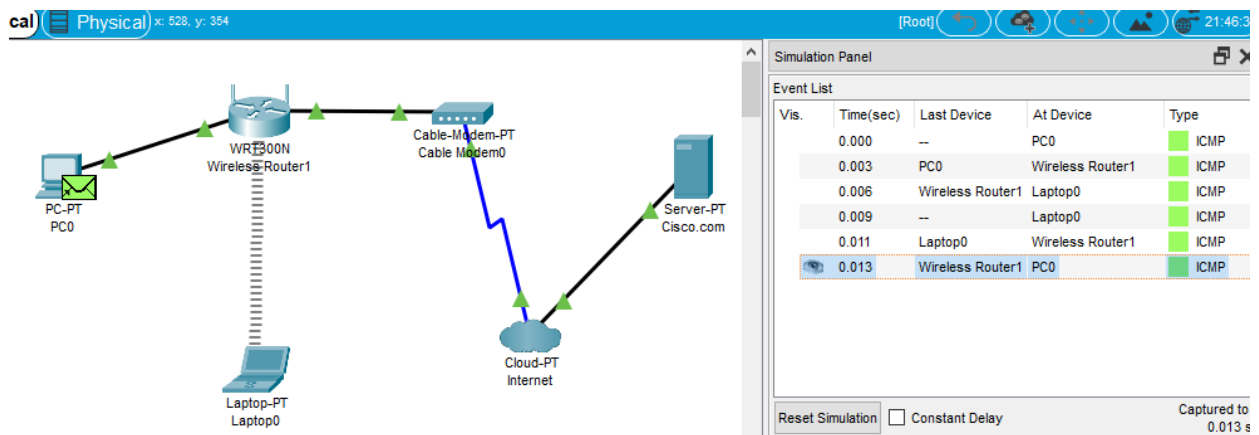 cal Physical x: 528, y: 354 [Root] 21:46:3
Simulation Panel
Event List
Vis. Time(sec) Last Device At Device Type
0.000 -- PC0 ICMP
0.003 PC0 Wireless Router1 ICMP
0.006 Wireless Router1 Laptop0 ICMP
0.009 -- Laptop0 ICMP
0.011 Laptop0 Wireless Router1 ICMP
0.013 Wireless Router1 PC0 ICMP
Reset Simulation Constant Delay
Captured to
0.013 s
WRT300N
Wireless Router1
Cable-Modem-PT
Cable Modem0
PC-PT
PC0
Server-PT
Cisco.com
Cloud-PT
Internet
Laptop-PT
Laptop0